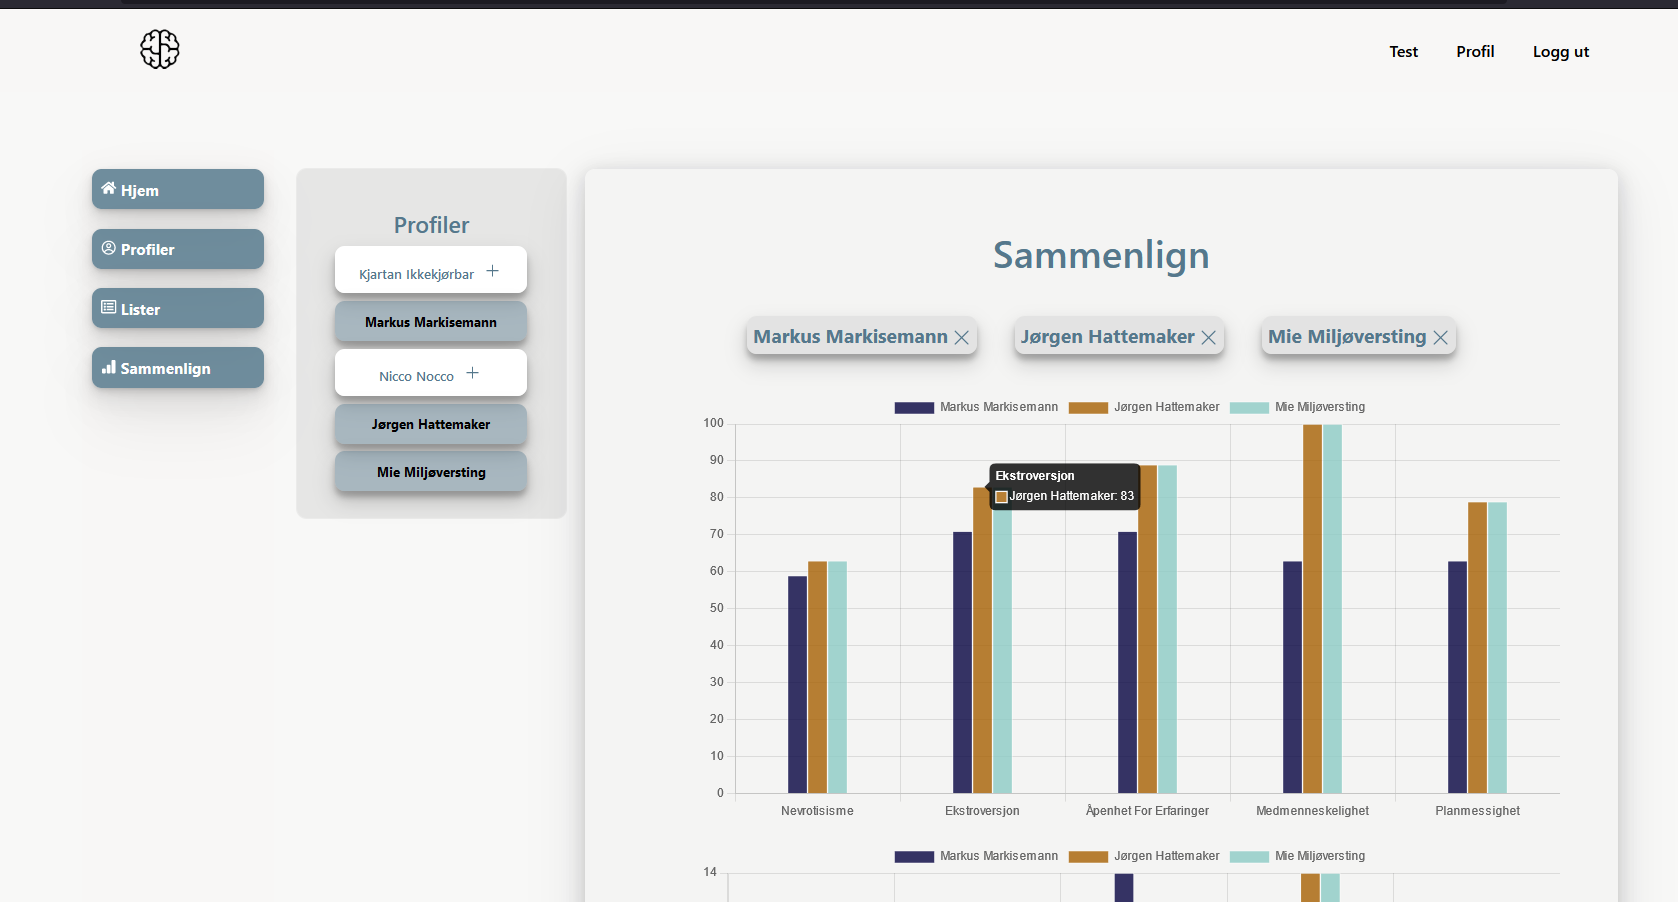 Test Profil Logg ut
Hjem
Profiler
Lister
Sammenlign
Profiler
Kjartan Ikkekjørbar +
Markus Markisemann
Nicco Nocco +
Jørgen Hattemaker
Mie Miljøversting
Sammenlign
Markus Markisemann × Jørgen Hattemaker × Mie Miljøversting ×
Markus Markisemann Jørgen Hattemaker Mie Miljøversting
100
90
80
70
60
50
40
30
20
10
0
Ekstroversjon
Jørgen Hattemaker: 83
Nevrotisisme Ekstroversjon Åpenhet For Erfaringer Medmenneskelighet Planmessighet
Markus Markisemann Jørgen Hattemaker Mie Miljøversting
14